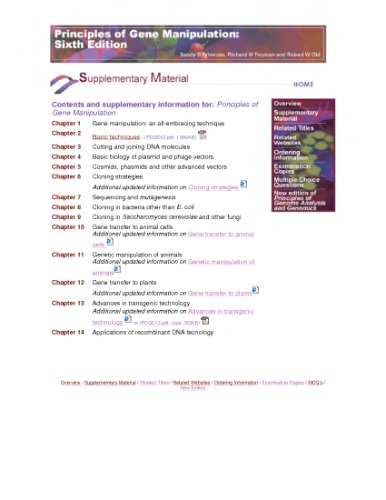 Principles of Gene Manipulation:
Sixth Edition
Sandy B Primrose, Richard M Twyman and Robert W Old
Supplementary Material
HOME
Contents and supplementary information for: Principles of
Gene Manipulation
Chapter 1 Gene manipulation: an all-embracing technique
Chapter 2
Basic techniques
Chapter 3 Cutting and joining DNA molecules
Chapter 4 Basic biology of plasmid and phage vectors
Chapter 5 Cosmids, phasmids and other advanced vectors
Chapter 6 Cloning strategies
Additional updated information on Cloning strategies
Chapter 7 Sequencing and mutagenesis
Chapter 8 Cloning in bacteria other than E. coli
Chapter 9 Cloning in Saccharomyces cerevisiae and other fungi
Chapter 10 Gene transfer to animal cells
Additional updated information on Gene transfer to animal
cells
Chapter 11 Genetic manipulation of animals
Additional updated information on Genetic manipulation of
animals
Chapter 12 Gene transfer to plants
Additional updated information on Gene transfer to plants
Chapter 13 Advances in transgenic technology
Additional updated information on Advances in transgenic
technology or
Chapter 14 Applications of recombinant DNA tecnology
Overview
Supplementary
Material
Related Titles
Related
Websites
Ordering
Information
Examination
Copies
Multiple Choice
Questions
New edition of
Principles of
Genome Analysis
and Genomics
Overview / Supplementary Material / Related Titles / Related Websites / Ordering Information / Examination Copies / MCQ's /
New Edition